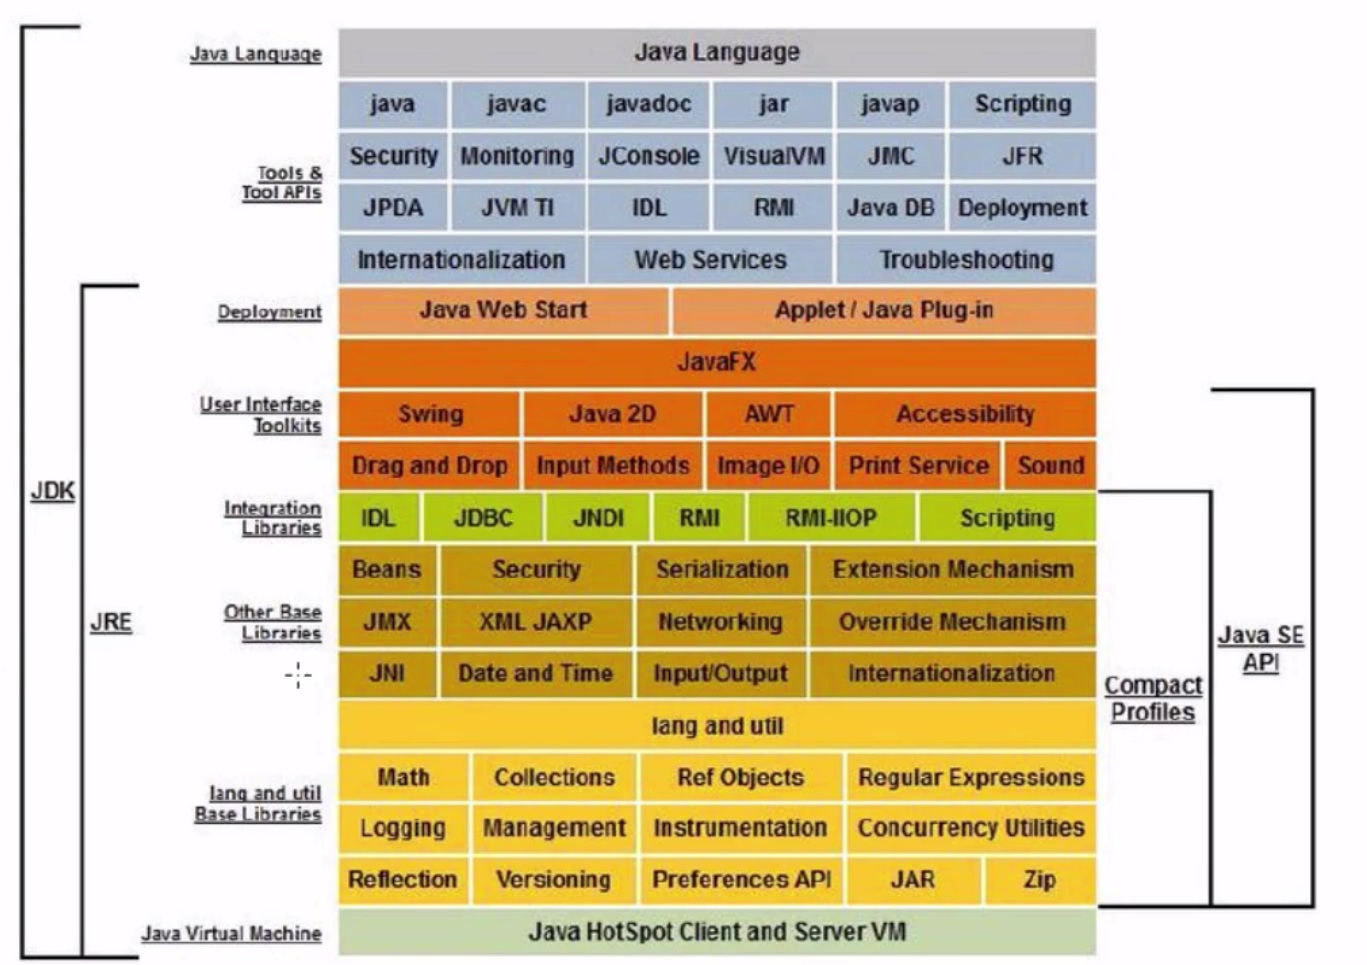 Java Language
Java Language
java javac javadoc jar javap Scripting
Security Monitoring JConsole VisualVM JMC JFR
Tools &
Tool APIs
JPDA JVM TI IDL RMI Java DB Deployment
Internationalization Web Services Troubleshooting
Deployment
Java Web Start Applet / Java Plug-in
JavaFX
User Interface
Toolkits
Swing Java 2D AWT Accessibility
Drag and Drop Input Methods Image I/O Print Service Sound
JDK
Integration
Libraries
IDL JDBC JNDI RMI RMI-IIOP Scripting
Beans Security Serialization Extension Mechanism
JRE
Other Base
Libraries
JMX XML JAXP Networking Override Mechanism
Java SE
API
JNI Date and Time Input/Output Internationalization
Compact
Profiles
lang and util
Math Collections Ref Objects Regular Expressions
lang and util
Base Libraries
Logging Management Instrumentation Concurrency Utilities
Reflection Versioning Preferences API JAR Zip
Java Virtual Machine
Java HotSpot Client and Server VM